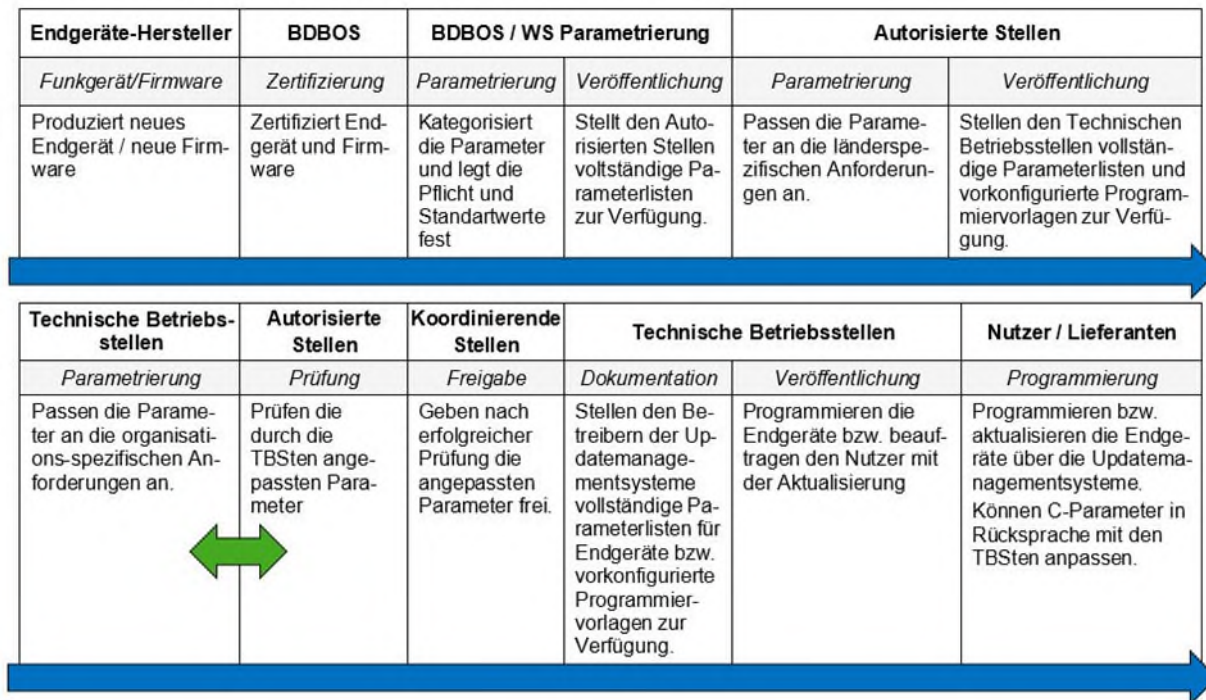 Endgeräte-Hersteller
BDBOS
BDBOS / WS Parametrierung
Autorisierte Stellen
Funkgerät/Firmware
Zertifizierung
Parametrierung
Veröffentlichung
Parametrierung
Veröffentlichung
Produziert neues
Endgerät / neue Firm-
ware
Zertifiziert End-
gerät und Firm-
ware
Kategorisiert
die Parameter
und legt die
Pflicht und
Standartwerte
fest
Stellt den Auto-
risierten Stellen
voltständige Pa-
rameterlisten
zur Verfügung.
Passen die Parame-
ter an die länderspe-
zifischen Anforderun-
gen an.
Stellen den Technischen
Betriebsstellen vollstän-
dige Parameterlisten und
vorkonfigurierte Program-
miervorlagen zur Verfü-
gung.
Technische Betriebs-
stellen
Autorisierte
Stellen
Koordinierende
Stellen
Technische Betriebsstellen
Nutzer / Lieferanten
Parametrierung
Prüfung
Freigabe
Dokumentation
Veröffentlichung
Programmierung
Passen die Parame-
ter an die organisati-
ons-spezifischen An-
forderungen an.
Prüfen die
durch die
TBSten ange-
passten Para-
meter
Geben nach
erfolgreicher
Prüfung die
angepassten
Parameter frei.
Stellen den Be-
treibern der Up-
datemanage-
mentsysteme
vollständige Pa-
rameterlisten für
Endgeräte bzw.
vorkonfigurierte
Programmier-
vorlagen zur
Verfügung.
Programmieren die
Endgeräte bzw. beauf-
tragen den Nutzer mit
der Aktualisierung
Programmieren bzw.
aktualisieren die Endge-
räte über die Updatema-
nagementsysteme.
Können C-Parameter in
Rücksprache mit den
TBSten anpassen.